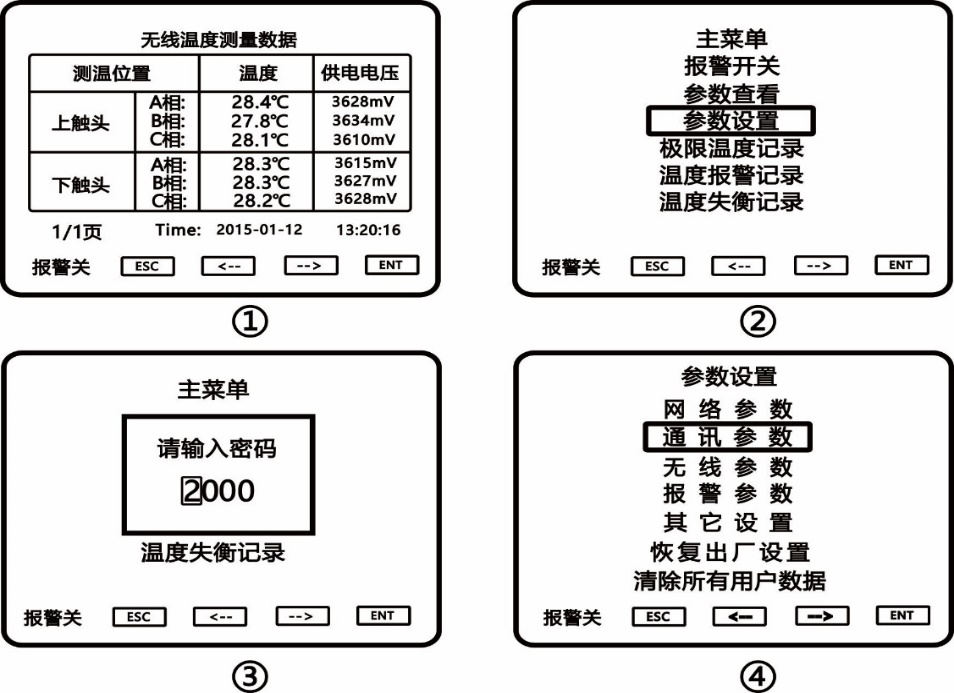 无线温度测量数据
测温位置 温度 供电电压
上触头 A相: 28.4℃ 3628mV
B相: 27.8℃ 3634mV
C相: 28.1℃ 3610mV
下触头 A相: 28.3℃ 3615mV
B相: 28.3℃ 3627mV
C相: 28.2℃ 3628mV
1/1页 Time: 2015-01-12 13:20:16
报警关 ESC <-- --> ENT
①
主菜单
报警开关
参数查看
参数设置
极限温度记录
温度报警记录
温度失衡记录
报警关 ESC <-- --> ENT
②
主菜单
请输入密码
2000
温度失衡记录
报警关 ESC <-- --> ENT
③
参数设置
网络参数
通讯参数
无线参数
报警参数
其它设置
恢复出厂设置
清除所有用户数据
报警关 ESC <-- --> ENT
④